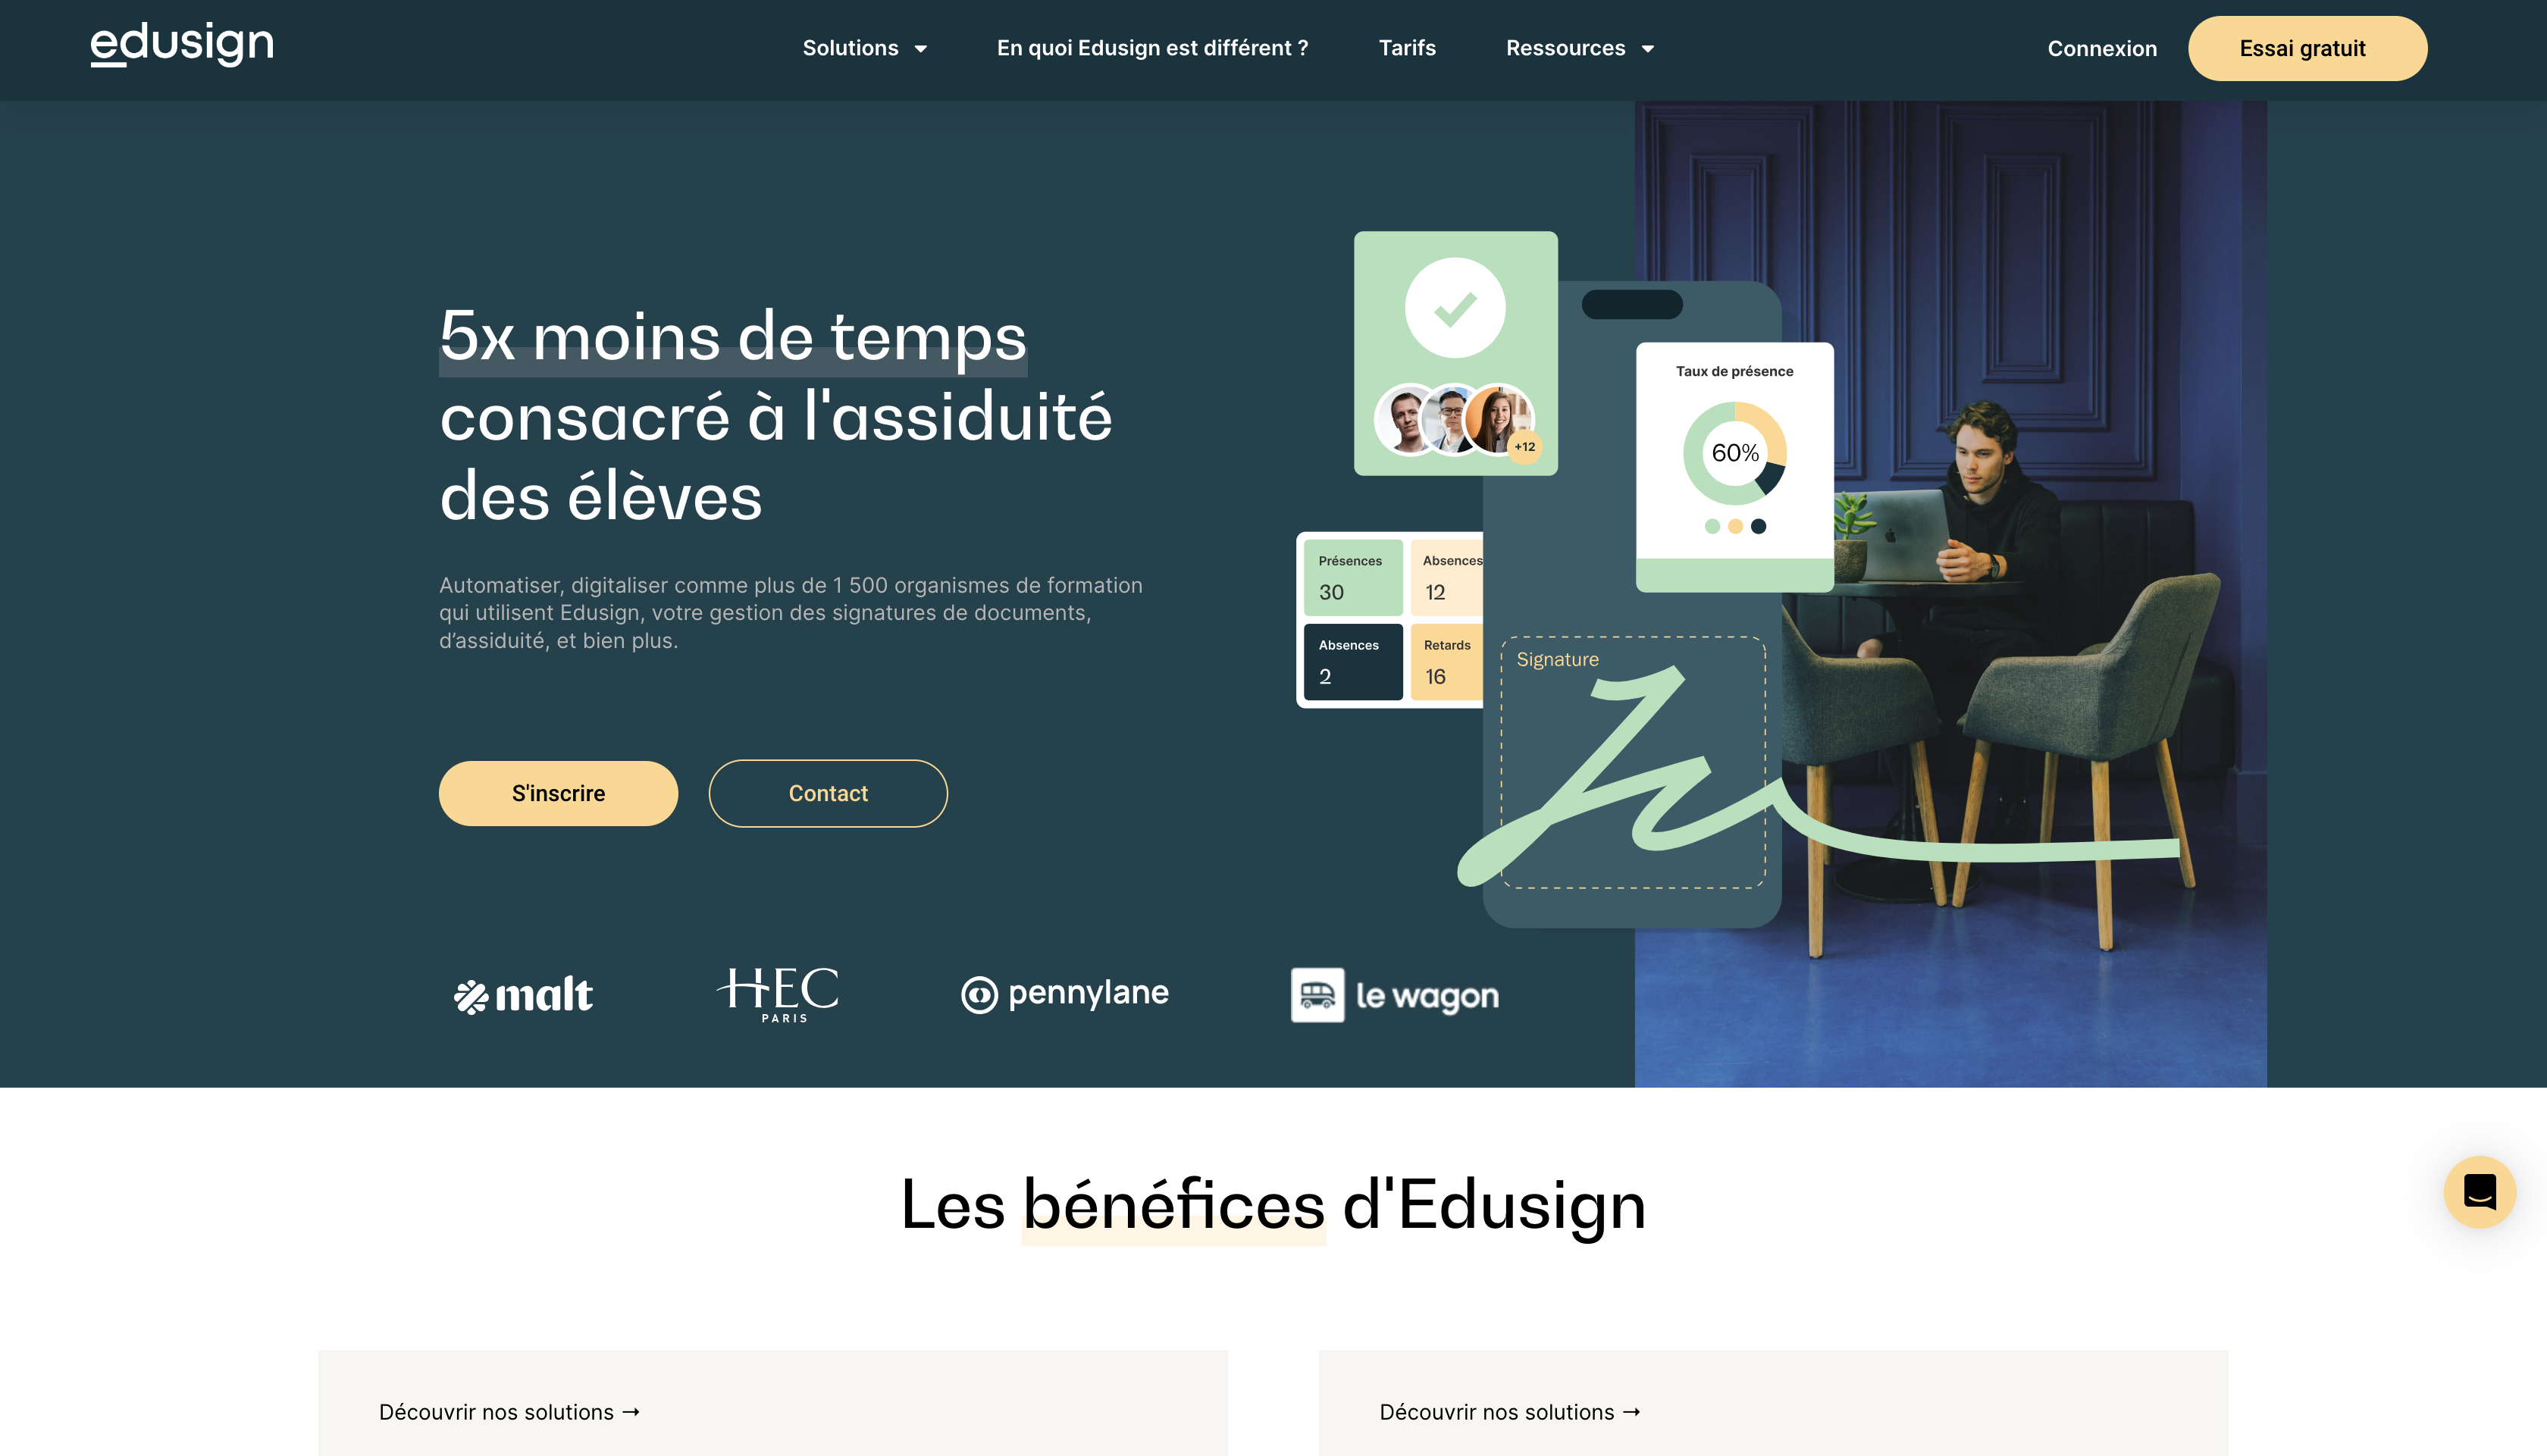 edusign
Solutions
En quoi Edusign est différent ?
Tarifs
Ressources
Connexion
Essai gratuit
5x moins de temps
consacré à l'assiduité
des élèves
Automatiser, digitaliser comme plus de 1 500 organismes de formation
qui utilisent Edusign, votre gestion des signatures de documents,
d’assiduité, et bien plus.
S'inscrire
Contact
+12
Taux de présence
60%
Présences
30
Absences
12
Absences
2
Retards
16
Signature
malt
HEC
PARIS
pennylane
le wagon
Les bénéfices d'Edusign
Découvrir nos solutions →
Découvrir nos solutions →